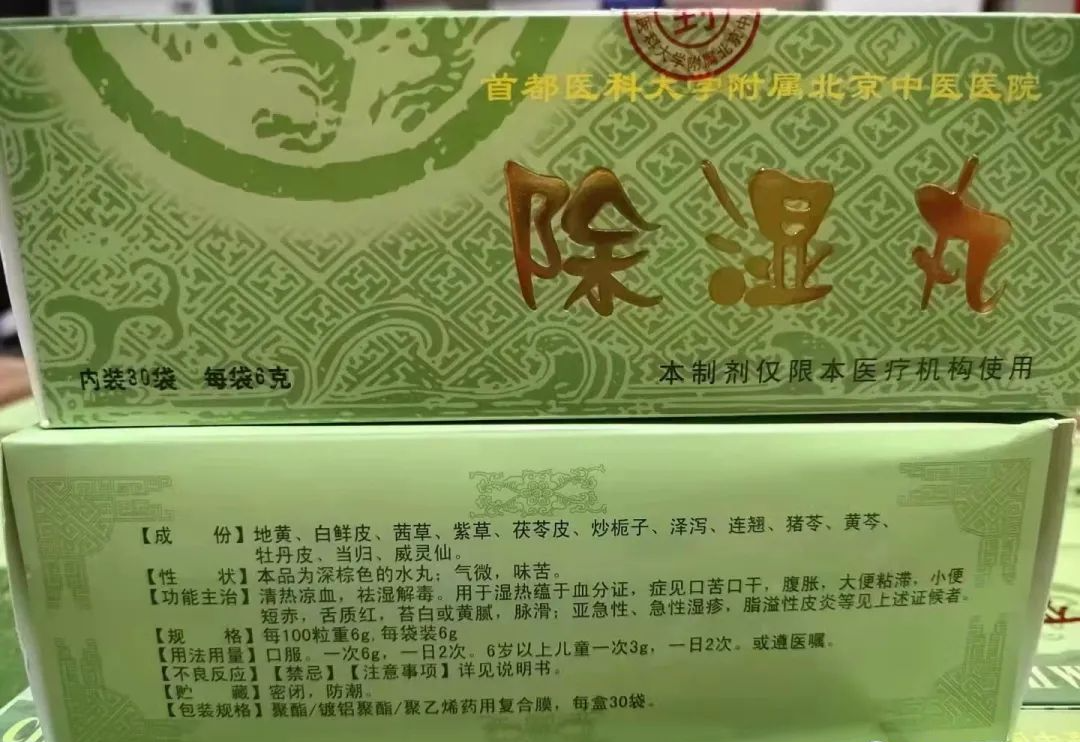 封
医科大学附属北京中
首都医科大学附属北京中医医院
除湿丸
内装30袋 每袋6克
本制剂仅限本医疗机构使用
【成 份】地黄、白鲜皮、茜草、紫草、茯苓皮、炒栀子、泽泻、连翘、猪苓、黄芩、
牡丹皮、当归、威灵仙。
【性 状】本品为深棕色的水丸；气微，味苦。
【功能主治】清热凉血，祛湿解毒。用于湿热蕴于血分证，症见口苦口干，腹胀，大便粘滞，小便
短赤，舌质红，苔白或黄腻，脉滑；亚急性、急性湿疹，脂溢性皮炎等见上述证候者。
【规 格】每100粒重6g,每袋装6g
【用法用量】口服。一次6g，一日2次。6岁以上儿童一次3g，一日2次。或遵医嘱。
【不良反应】【禁忌】【注意事项】详见说明书。
【贮 藏】密闭，防潮。
【包装规格】聚酯/镀铝聚酯/聚乙烯药用复合膜，每盒30袋。